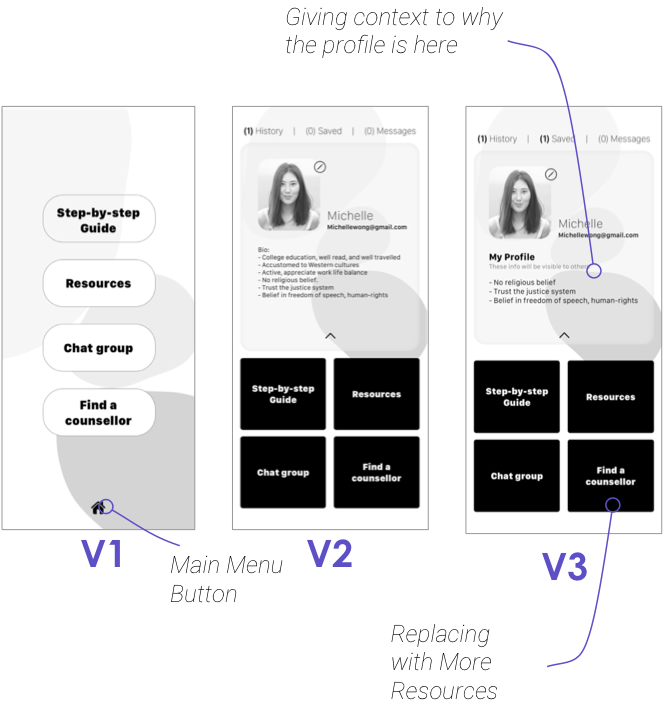 Giving context to why
the profile is here
Step-by-step
Guide
Resources
Chat group
Find a
counsellor
V1
Main Menu
Button
(1) History | (0) Saved | (0) Messages
Michelle
Michellewong@gmail.com
Bio:
- College education, well read, and well travelled
- Accustomed to Western cultures
- Active, appreciate work life balance
- No religious belief.
- Trust the justice system
- Belief in freedom of speech, human-rights
Step-by-step
Guide
Resources
Chat group
Find a
counsellor
V2
(1) History | (1) Saved | (0) Messages
Michelle
Michellewong@gmail.com
My Profile
These info will be visible to others
- No religious belief
- Trust the justice system
- Belief in freedom of speech, human-rights
Step-by-step
Guide
Resources
Chat group
Find a
counsellor
V3
Replacing
with More
Resources